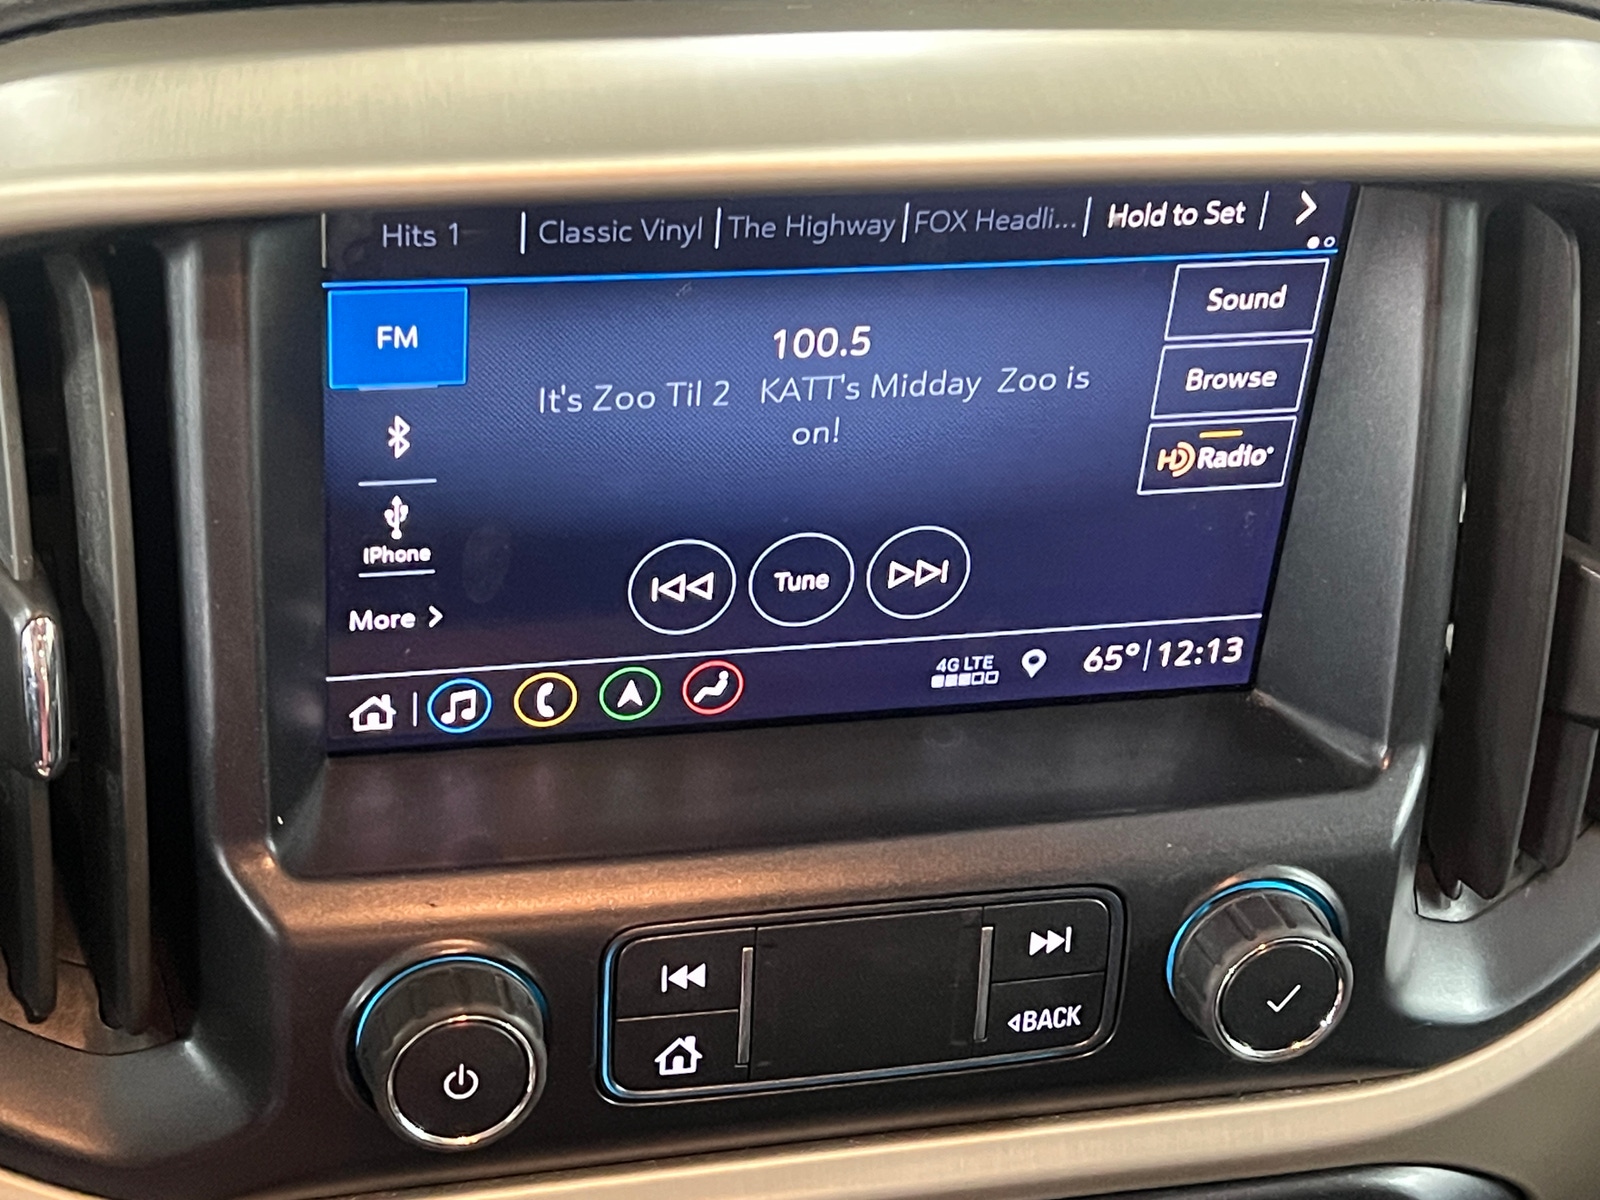 Hits 1 | Classic Vinyl | The Highway | FOX Headli... | Hold to Set |
FM
Sound
100.5
It's Zoo Til 2 KATT's Midday Zoo is
on!
Browse
HD Radio
iPhone
More >
Tune
4G LTE
65° | 12:13
BACK